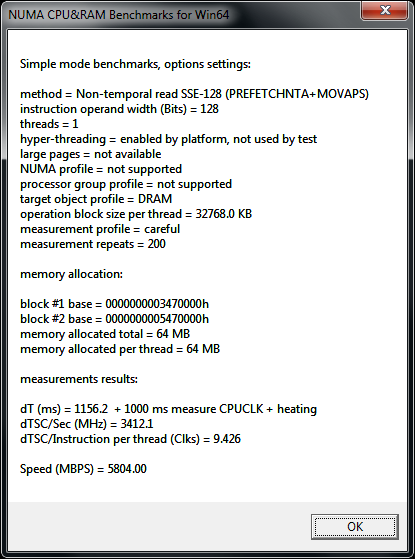 NUMA CPU&RAM Benchmarks for Win64
Simple mode benchmarks, options settings:
method = Non-temporal read SSE-128 (PREFETCHNTA+MOVAPS)
instruction operand width (Bits) = 128
threads = 1
hyper-threading = enabled by platform, not used by test
large pages = not available
NUMA profile = not supported
processor group profile = not supported
target object profile = DRAM
operation block size per thread = 32768.0 KB
measurement profile = careful
measurement repeats = 200
memory allocation:
block #1 base = 0000000003470000h
block #2 base = 0000000005470000h
memory allocated total = 64 MB
memory allocated per thread = 64 MB
measurements results:
dT (ms) = 1156.2  + 1000 ms measure CPUCLK + heating
dTSC/Sec (MHz) = 3412.1
dTSC/Instruction per thread (Clks) = 9.426
Speed (MBPS) = 5804.00
OK